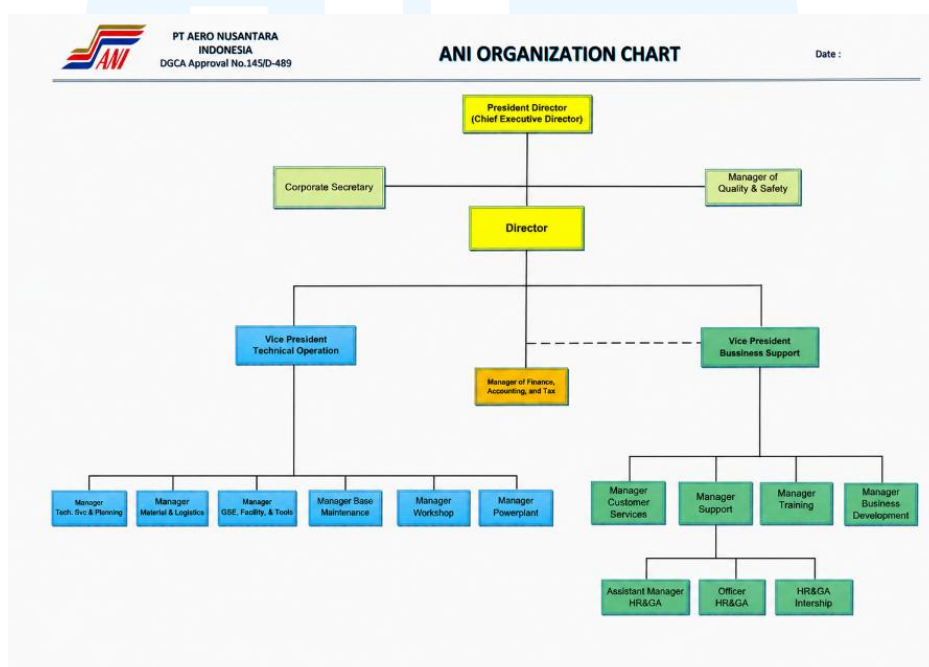 ANI
PT AERO NUSANTARA
INDONESIA
DGCA Approval No.145/D-489
ANI ORGANIZATION CHART
Date :
President Director
(Chief Executive Director)
Corporate Secretary
Manager of
Quality & Safety
Director
Vice President
Technical Operation
Vice President
Bussiness Support
Manager of Finance,
Accounting, and Tax
Manager
Tech. Svc & Planning
Manager
Material & Logistics
Manager
GSE, Facility, & Tools
Manager Base
Maintenance
Manager
Workshop
Manager
Powerplant
Manager
Customer
Services
Manager
Support
Manager
Training
Manager
Business
Development
Assistant Manager
HR&GA
Officer
HR&GA
HR&GA
Intership